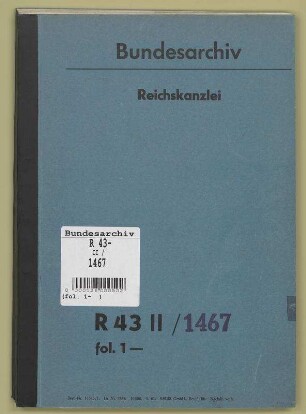 Bundesarchiv
Reichskanzlei
Bundesarchiv
R 43-
II /
1467
(fol. 1- )
R 43 II /1467
fol. 1—